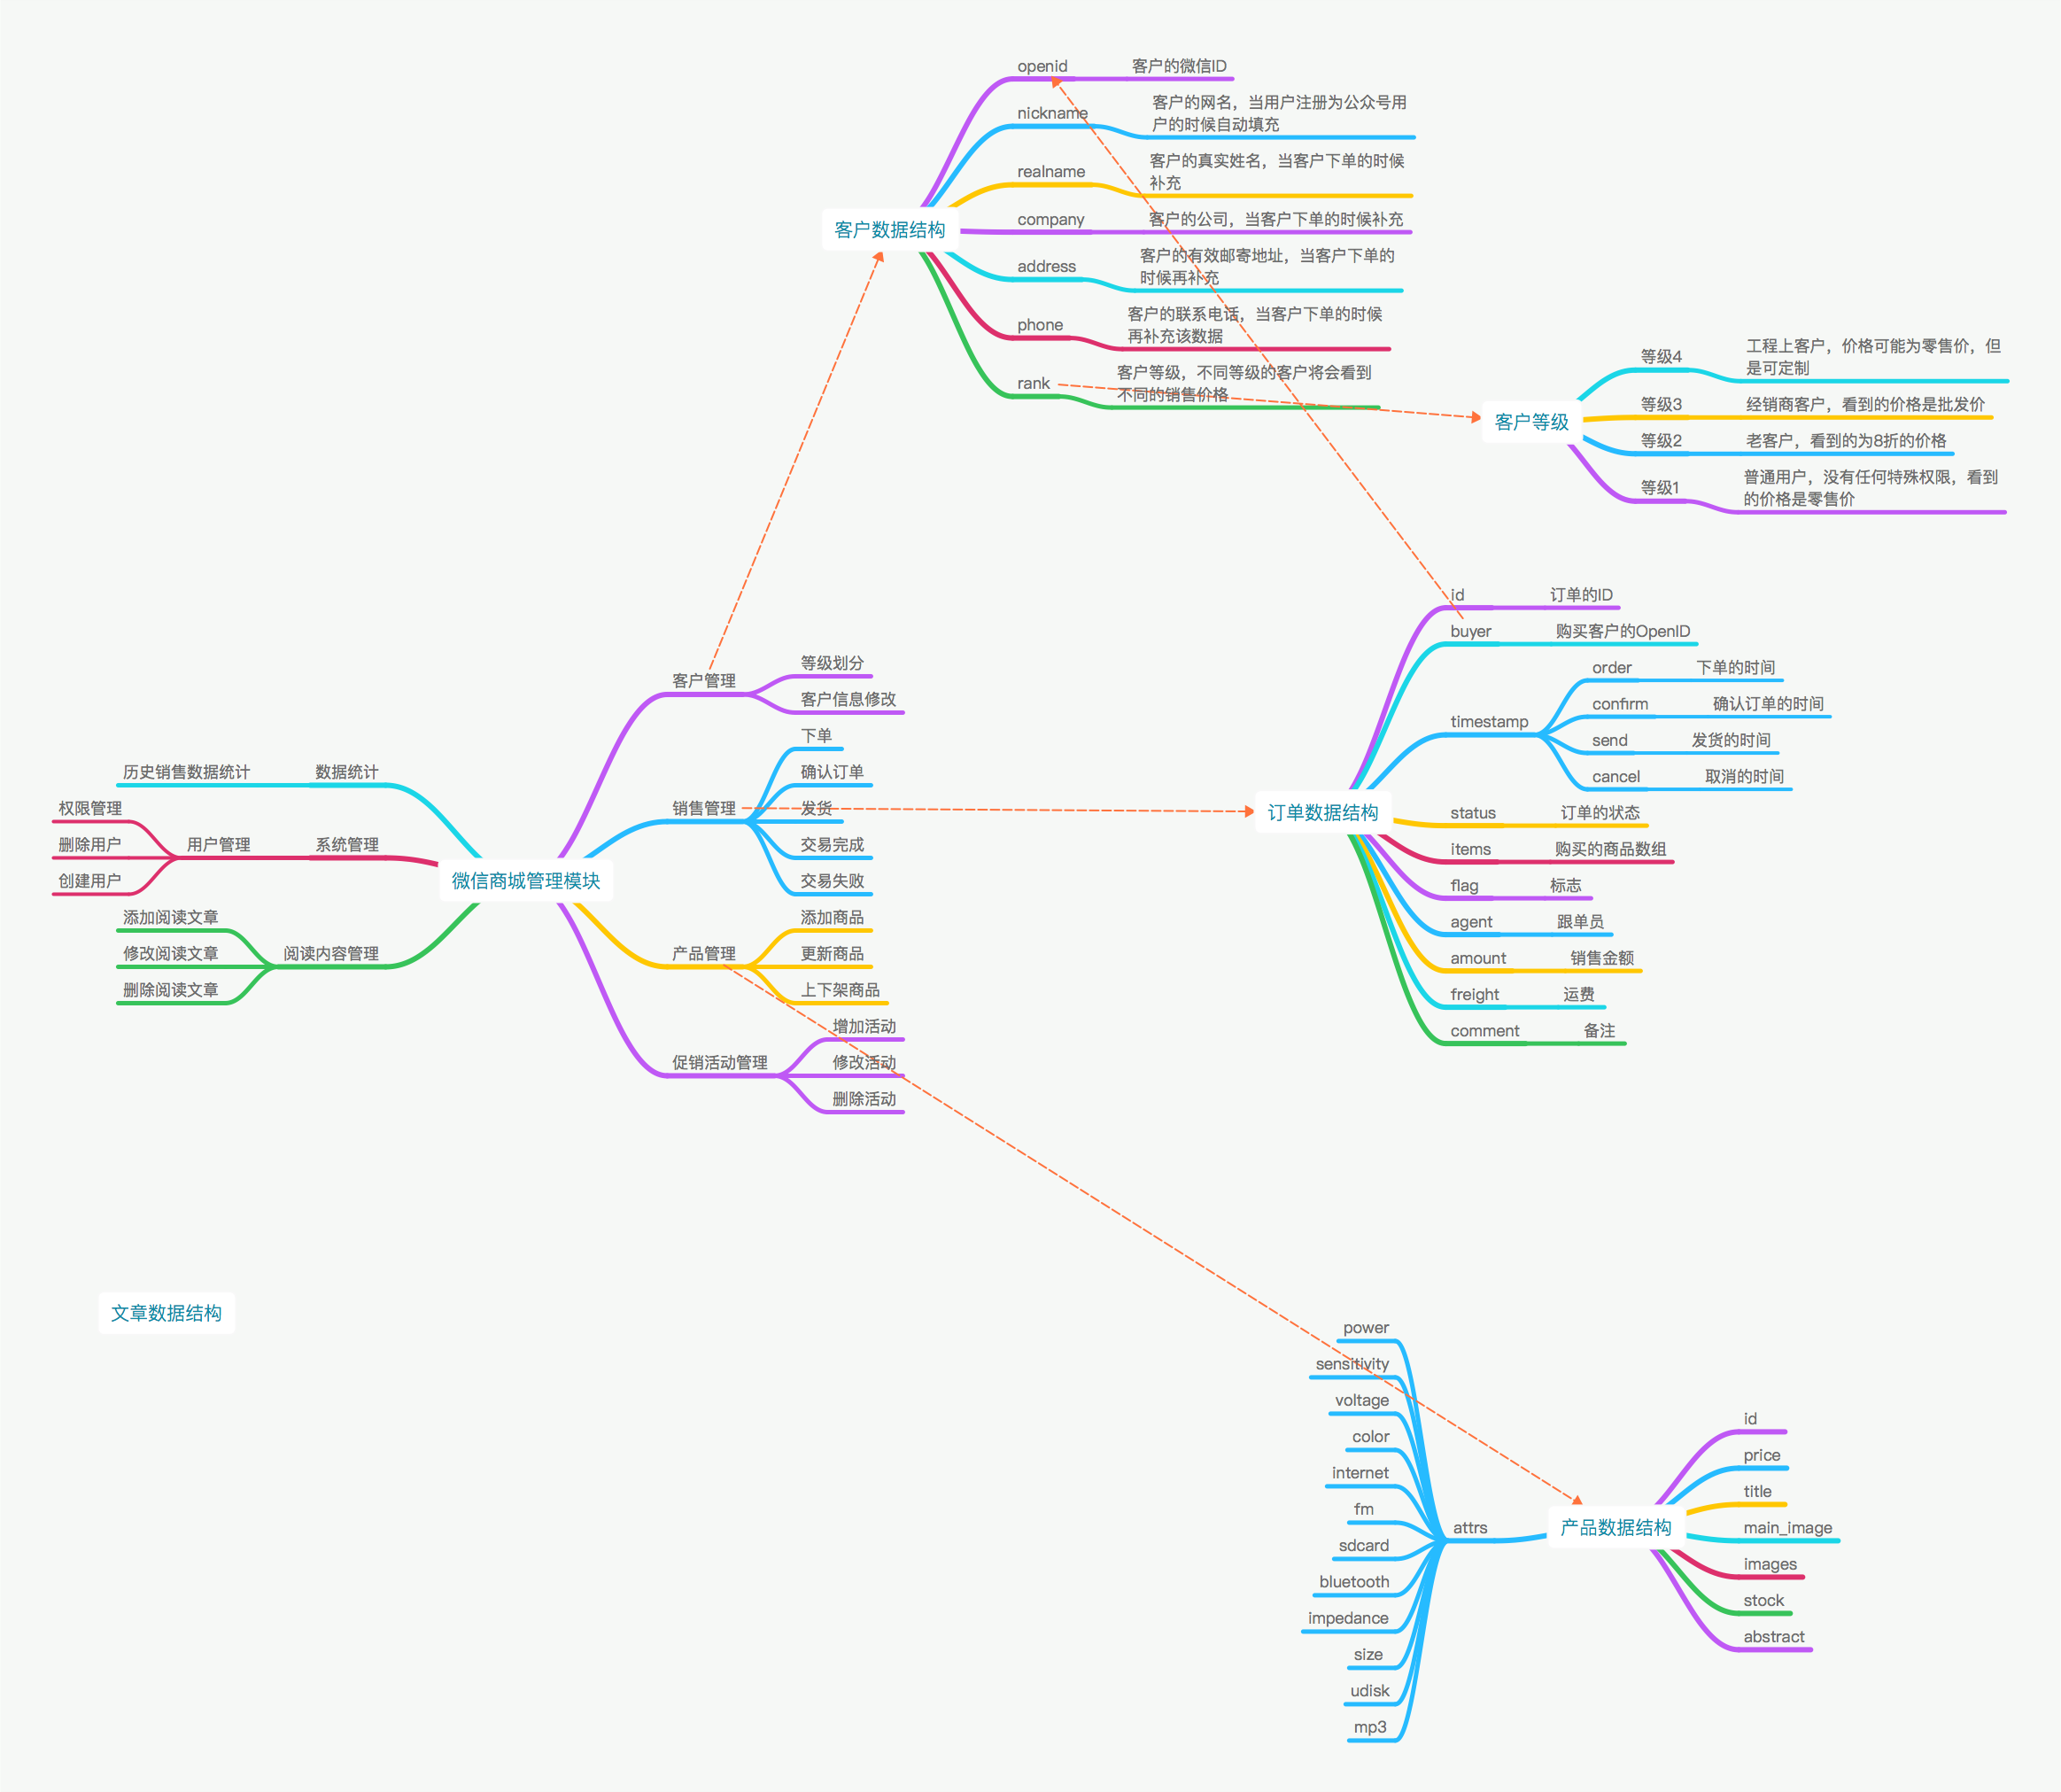 openid
客户的微信ID
nickname
客户的网名，当用户注册为公众号用
户的时候自动填充
realname
客户的真实姓名，当客户下单的时候
补充
客户数据结构
company
客户的公司，当客户下单的时候补充
address
客户的有效邮寄地址，当客户下单的
时候再补充
phone
客户的联系电话，当客户下单的时候
再补充该数据
rank
客户等级，不同等级的客户将会看到
不同的销售价格
客户等级
等级4
工程上客户，价格可能为零售价，但
是可定制
等级3
经销商客户，看到的价格是批发价
等级2
老客户，看到的为8折的价格
等级1
普通用户，没有任何特殊权限，看到
的价格是零售价
微信商城管理模块
客户管理
等级划分
客户信息修改
销售管理
下单
确认订单
发货
交易完成
交易失败
产品管理
添加商品
更新商品
上下架商品
促销活动管理
增加活动
修改活动
删除活动
数据统计
历史销售数据统计
系统管理
用户管理
权限管理
删除用户
创建用户
阅读内容管理
添加阅读文章
修改阅读文章
删除阅读文章
订单数据结构
id
订单的ID
buyer
购买客户的OpenID
timestamp
order
下单的时间
confirm
确认订单的时间
send
发货的时间
cancel
取消的时间
status
订单的状态
items
购买的商品数组
flag
标志
agent
跟单员
amount
销售金额
freight
运费
comment
备注
文章数据结构
产品数据结构
id
price
title
main_image
images
stock
abstract
attrs
power
sensitivity
voltage
color
internet
fm
sdcard
bluetooth
impedance
size
udisk
mp3